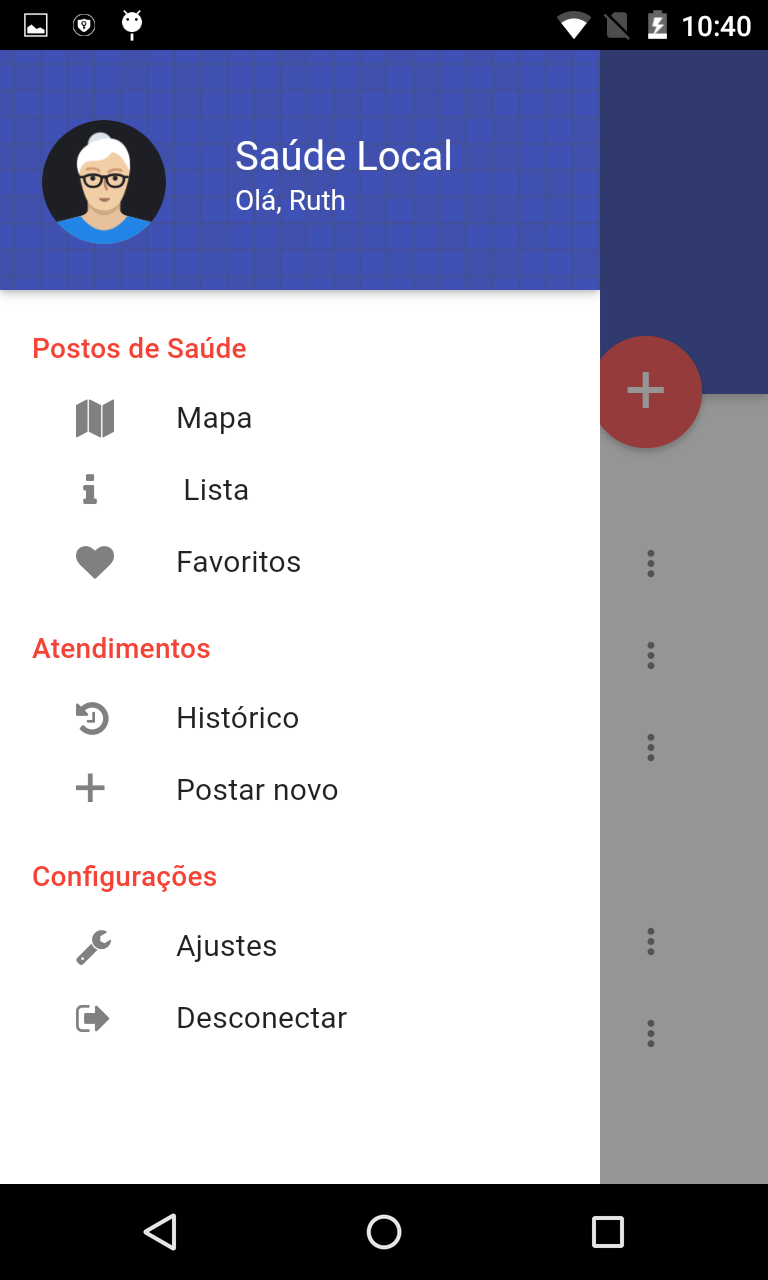 10:40
Saúde Local
Olá, Ruth
Postos de Saúde
Mapa
Lista
Favoritos
Atendimentos
Histórico
Postar novo
Configurações
Ajustes
Desconectar